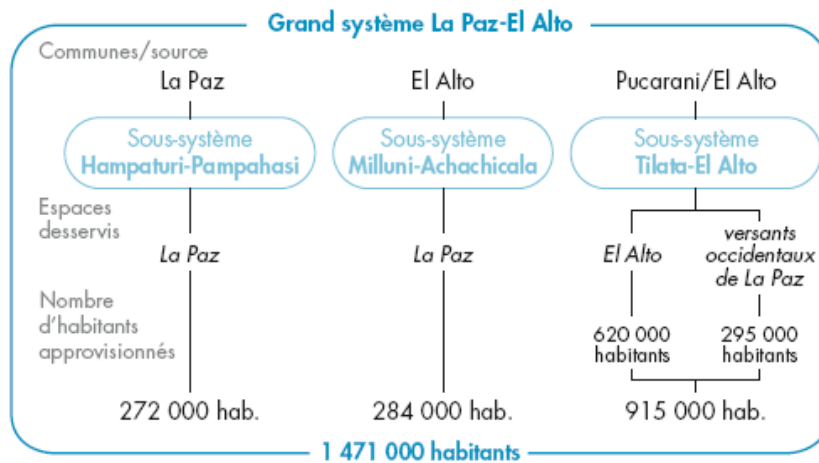 Grand système La Paz-El Alto
Communes/source
La Paz
El Alto
Pucarani/El Alto
Sous-système
Hampaturi-Pampahasi
Sous-système
Milluni-Achachicala
Sous-système
Tilata-El Alto
Espaces
desservis
La Paz
La Paz
El Alto
versants
occidentaux
de La Paz
Nombre
d'habitants
approvisionnés
620 000
habitants
295 000
habitants
272 000 hab.
284 000 hab.
915 000 hab.
1 471 000 habitants